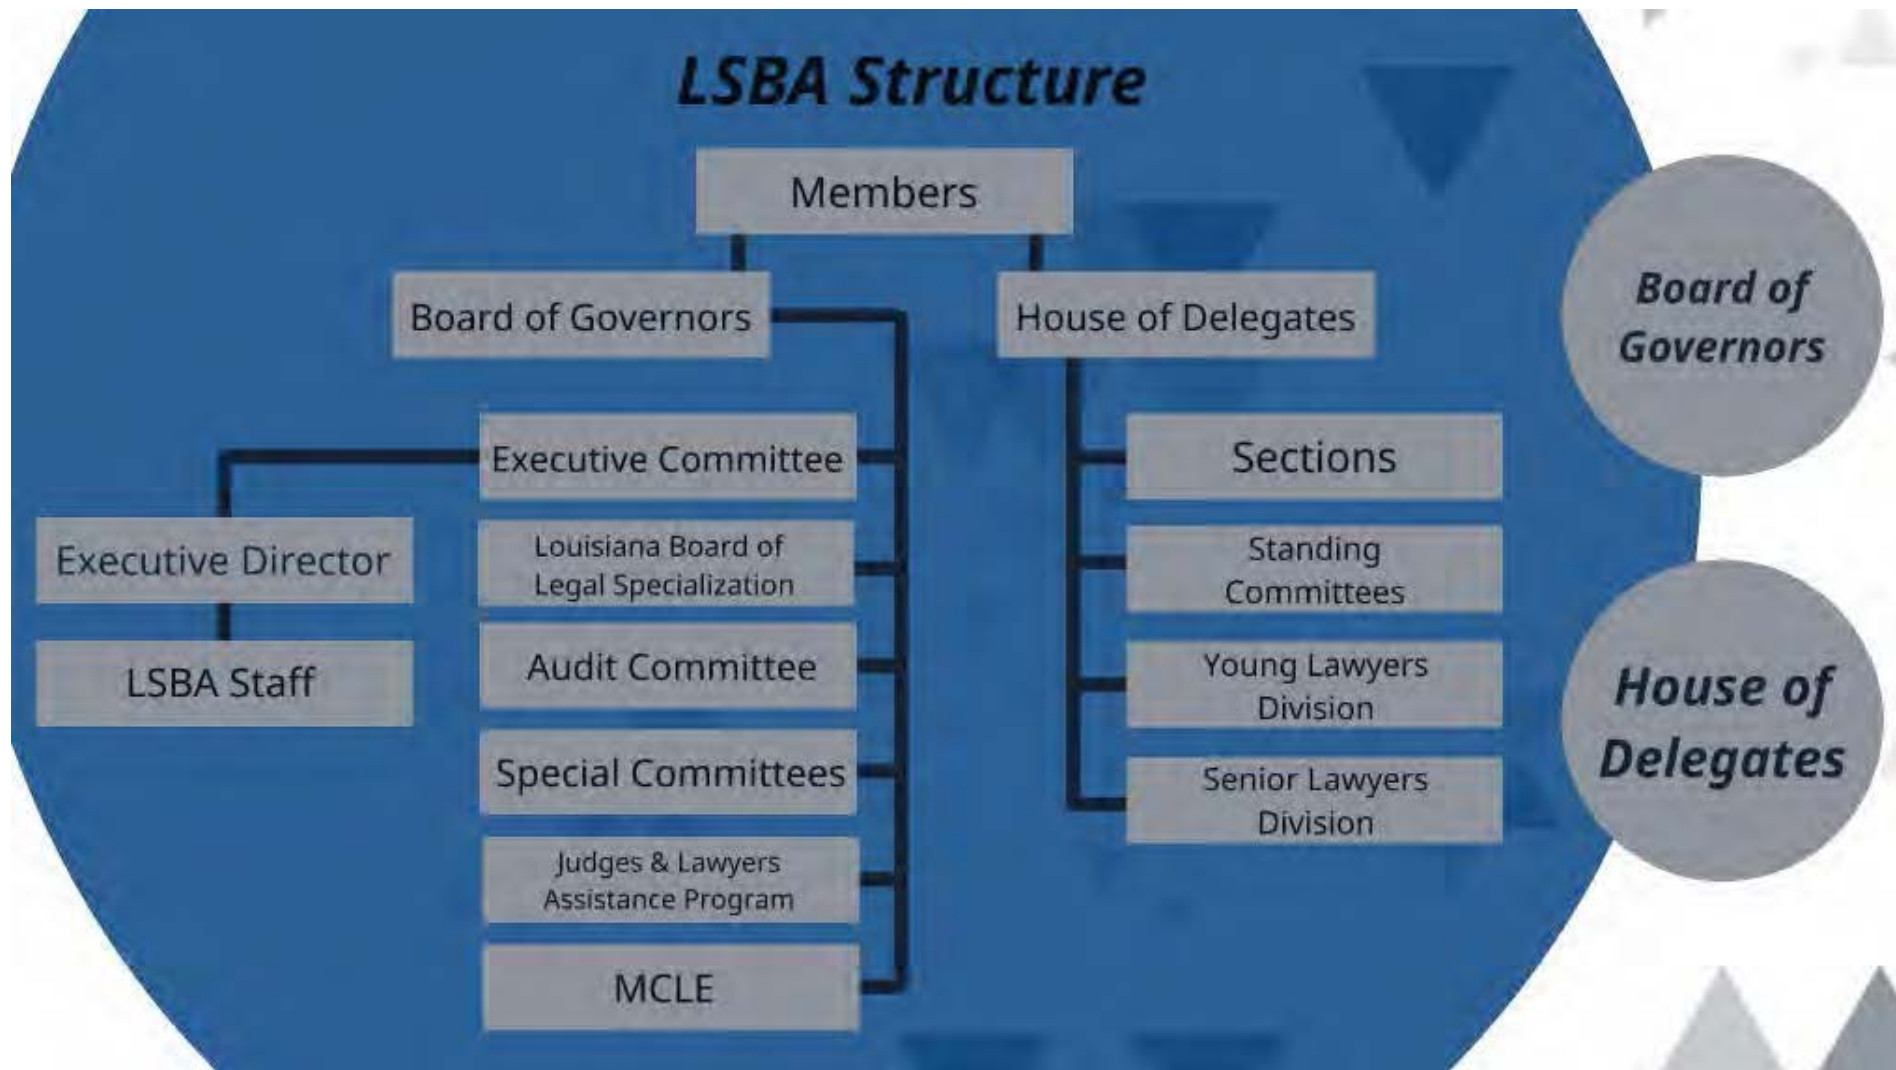 LSBA Structure
Members
Board of Governors
House of Delegates
Executive Committee
Louisiana Board of
Legal Specialization
Audit Committee
Special Committees
Judges & Lawyers
Assistance Program
MCLE
Executive Director
LSBA Staff
Sections
Standing
Committees
Young Lawyers
Division
Senior Lawyers
Division
Board of
Governors
House of
Delegates